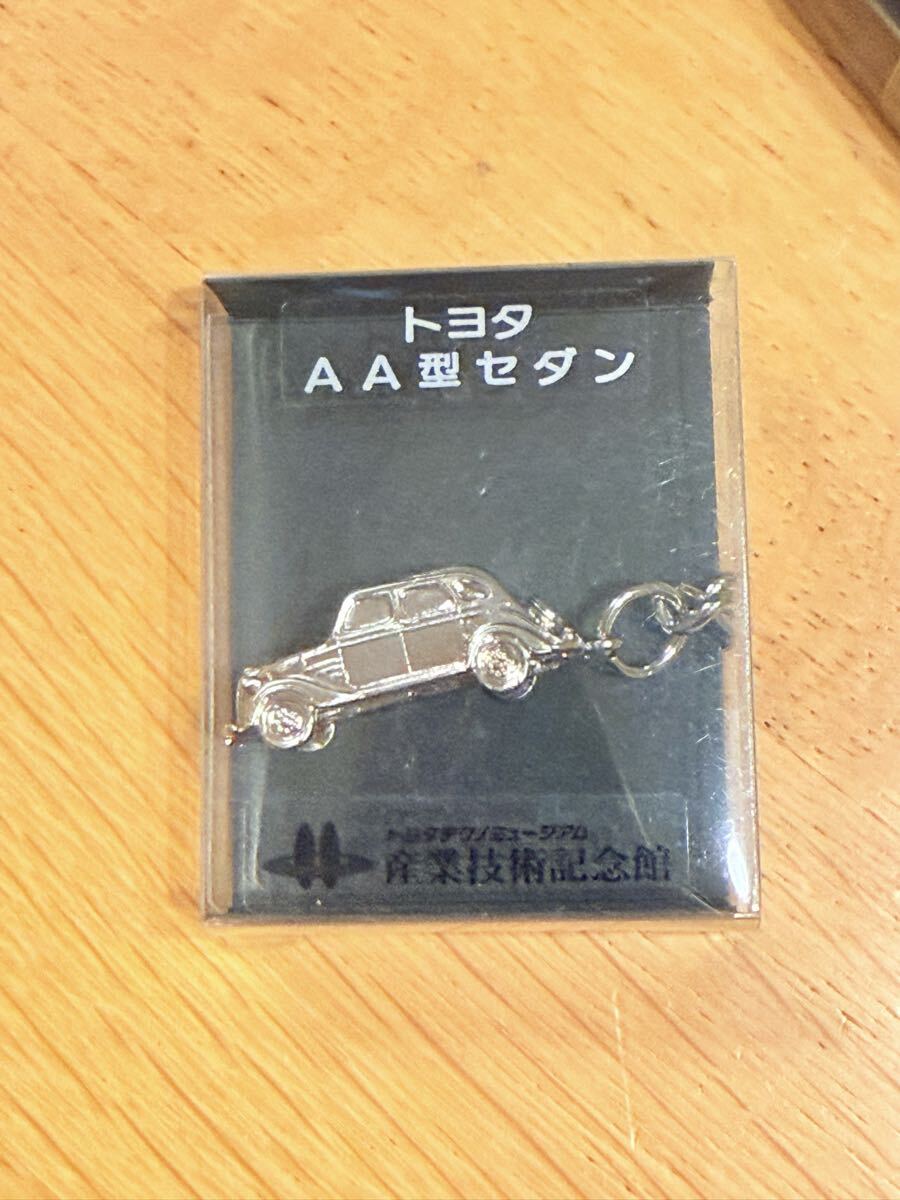 トヨタ
AA型セダン
トヨタテクノミュージアム
産業技術記念館